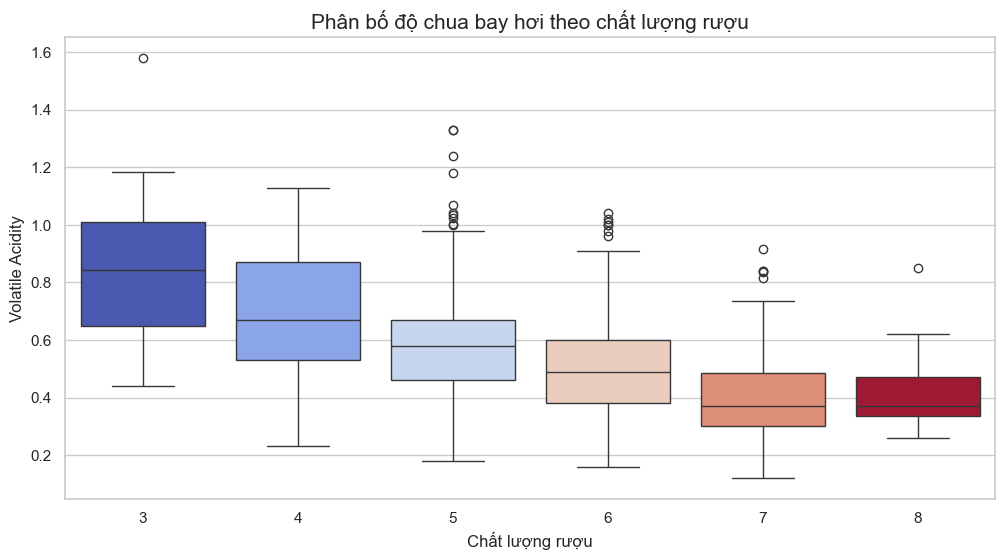 Phân bố độ chua bay hơi theo chất lượng rượu
Volatile Acidity
1.6
1.4
1.2
1.0
0.8
0.6
0.4
0.2
3 4 5 6 7 8
Chất lượng rượu